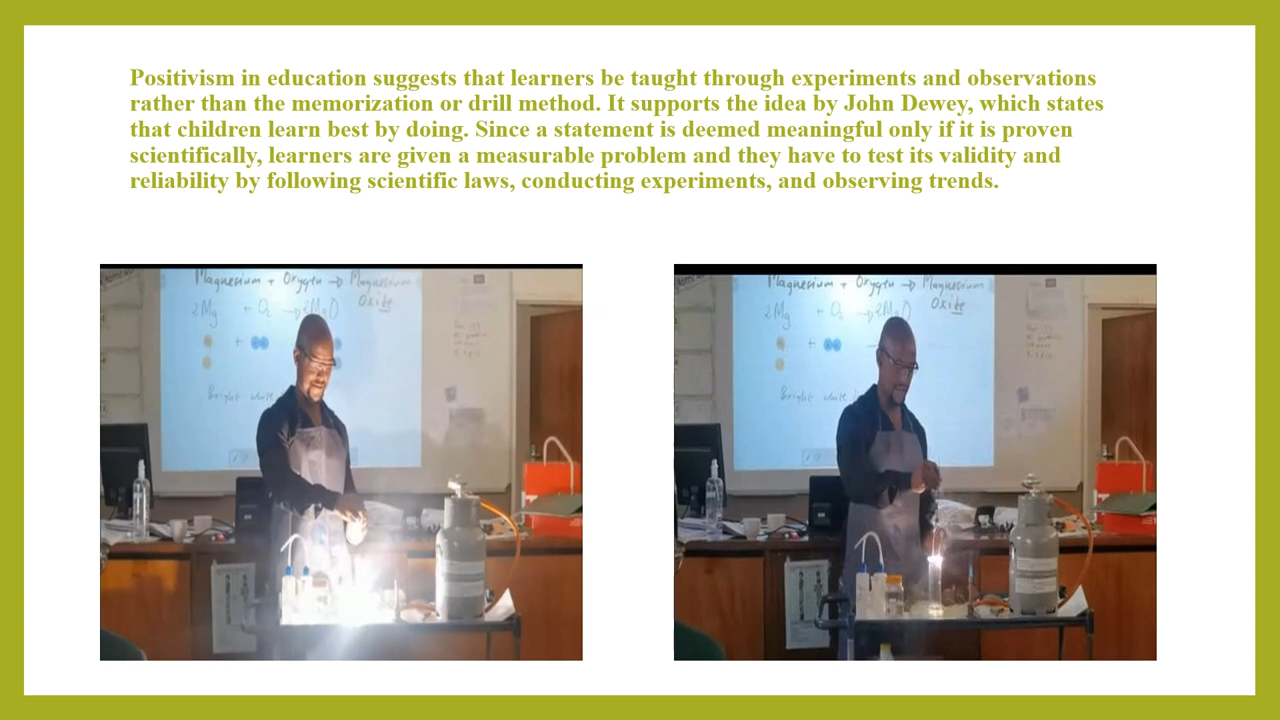 Positivism in education suggests that learners be taught through experiments and observations
rather than the memorization or drill method. It supports the idea by John Dewey, which states
that children learn best by doing. Since a statement is deemed meaningful only if it is proven
scientifically, learners are given a measurable problem and they have to test its validity and
reliability by following scientific laws, conducting experiments, and observing trends.
Magnesium + Oxygen → Magnesium
Oxide
2Mg + O₂ → 2MgO
+
Bright white
Magnesium + Oxygen → Magnesium
Oxide
2Mg + O₂ → 2MgO
+
Bright white